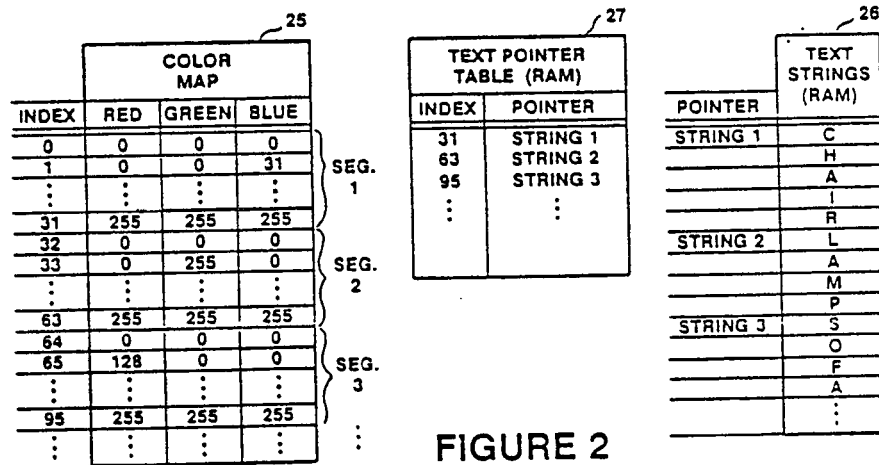 25
COLOR
MAP
INDEX RED GREEN BLUE
0 0 0 0
1 0 0 31
⋮ ⋮ ⋮ ⋮
31 255 255 255
32 0 0 0
33 0 255 0
⋮ ⋮ ⋮ ⋮
63 255 255 255
64 0 0 0
65 128 0 0
⋮ ⋮ ⋮ ⋮
95 255 255 255
⋮ ⋮ ⋮ ⋮
SEG.
1
SEG.
2
SEG.
3
⋮
27
TEXT POINTER
TABLE (RAM)
INDEX POINTER
31 STRING 1
63 STRING 2
95 STRING 3
⋮ ⋮
26
TEXT
STRINGS
(RAM)
POINTER
STRING 1 C
H
A
I
R
STRING 2 L
A
M
P
STRING 3 S
O
F
A
⋮
FIGURE 2